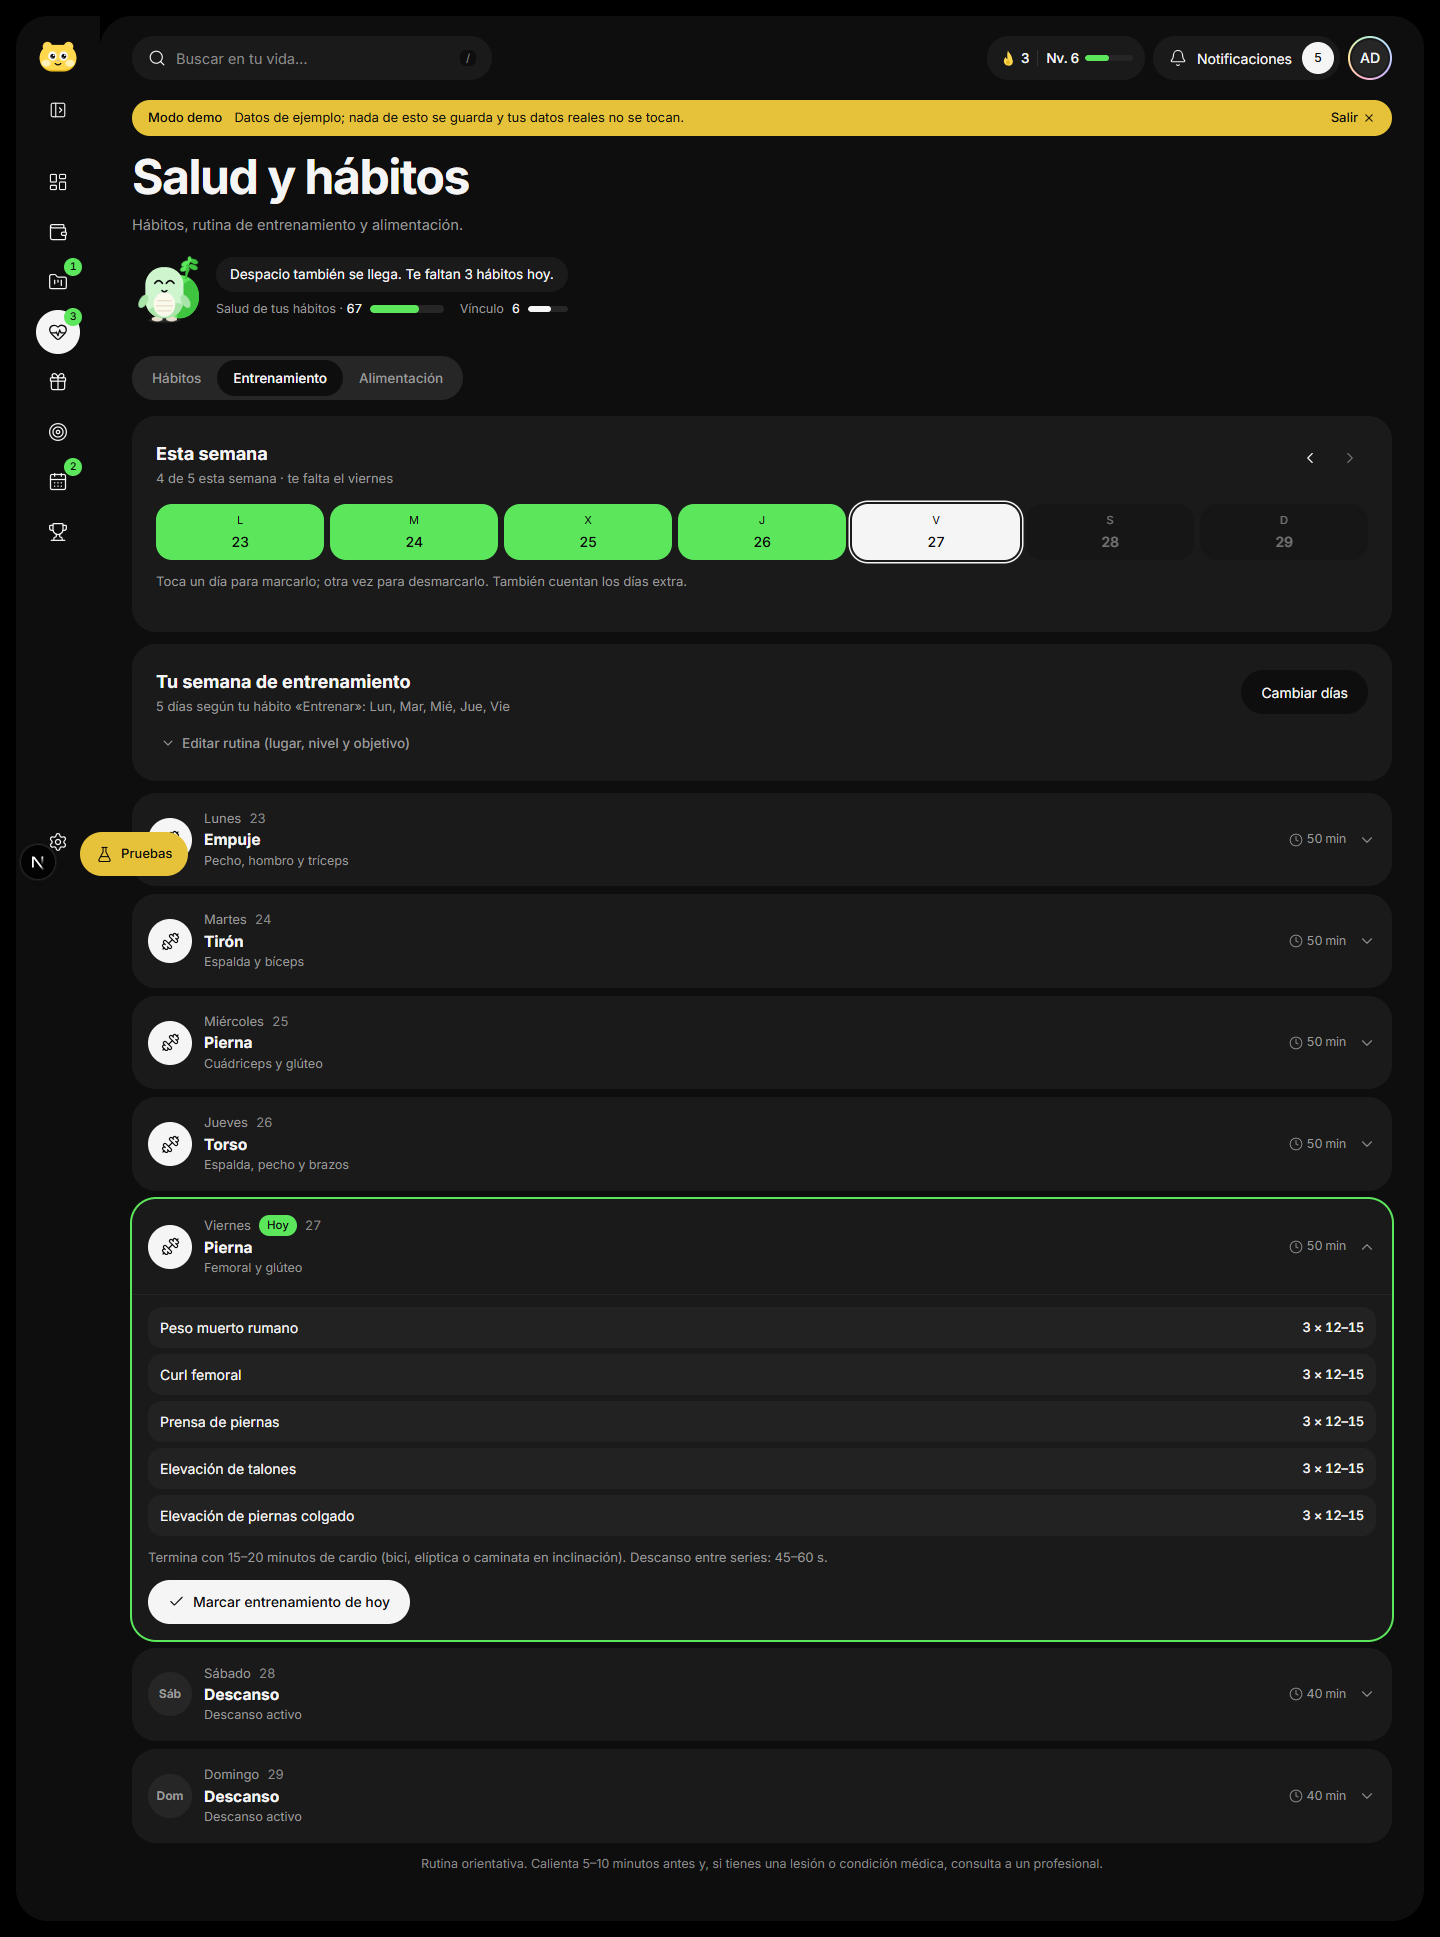 Buscar en tu vida...
/
3
Nv. 6
Notificaciones
5
AD
Modo demo
Datos de ejemplo; nada de esto se guarda y tus datos reales no se tocan.
Salir
Salud y hábitos
Hábitos, rutina de entrenamiento y alimentación.
Despacio también se llega. Te faltan 3 hábitos hoy.
Salud de tus hábitos · 67
Vínculo 6
1
3
2
Hábitos
Entrenamiento
Alimentación
Esta semana
4 de 5 esta semana · te falta el viernes
L
23
M
24
X
25
J
26
V
27
S
28
D
29
Toca un día para marcarlo; otra vez para desmarcarlo. También cuentan los días extra.
Tu semana de entrenamiento
5 días según tu hábito «Entrenar»: Lun, Mar, Mié, Jue, Vie
Cambiar días
Editar rutina (lugar, nivel y objetivo)
N
Pruebas
Lunes 23
Empuje
Pecho, hombro y tríceps
50 min
Martes 24
Tirón
Espalda y bíceps
50 min
Miércoles 25
Pierna
Cuádriceps y glúteo
50 min
Jueves 26
Torso
Espalda, pecho y brazos
50 min
Viernes Hoy 27
Pierna
Femoral y glúteo
50 min
Peso muerto rumano
3 × 12–15
Curl femoral
3 × 12–15
Prensa de piernas
3 × 12–15
Elevación de talones
3 × 12–15
Elevación de piernas colgado
3 × 12–15
Termina con 15–20 minutos de cardio (bici, elíptica o caminata en inclinación). Descanso entre series: 45–60 s.
Marcar entrenamiento de hoy
Sáb
Sábado 28
Descanso
Descanso activo
40 min
Dom
Domingo 29
Descanso
Descanso activo
40 min
Rutina orientativa. Calienta 5–10 minutos antes y, si tienes una lesión o condición médica, consulta a un profesional.